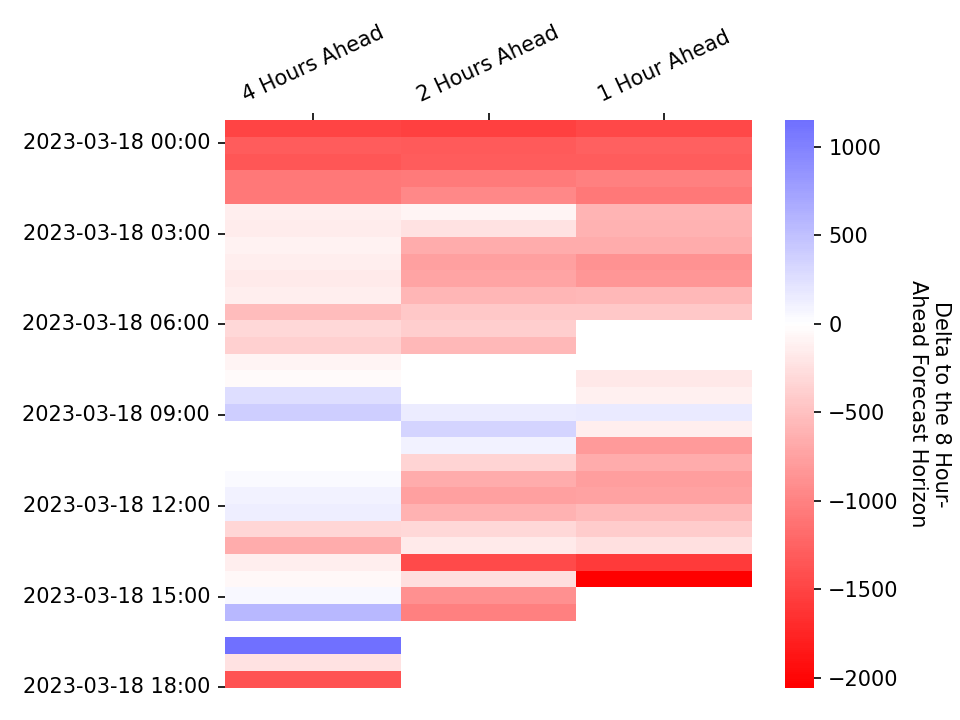 4 Hours Ahead
2 Hours Ahead
1 Hour Ahead
2023-03-18 00:00
2023-03-18 03:00
2023-03-18 06:00
2023-03-18 09:00
2023-03-18 12:00
2023-03-18 15:00
2023-03-18 18:00
1000
500
0
−500
−1000
−1500
−2000
Delta to the 8 Hour-
Ahead Forecast Horizon